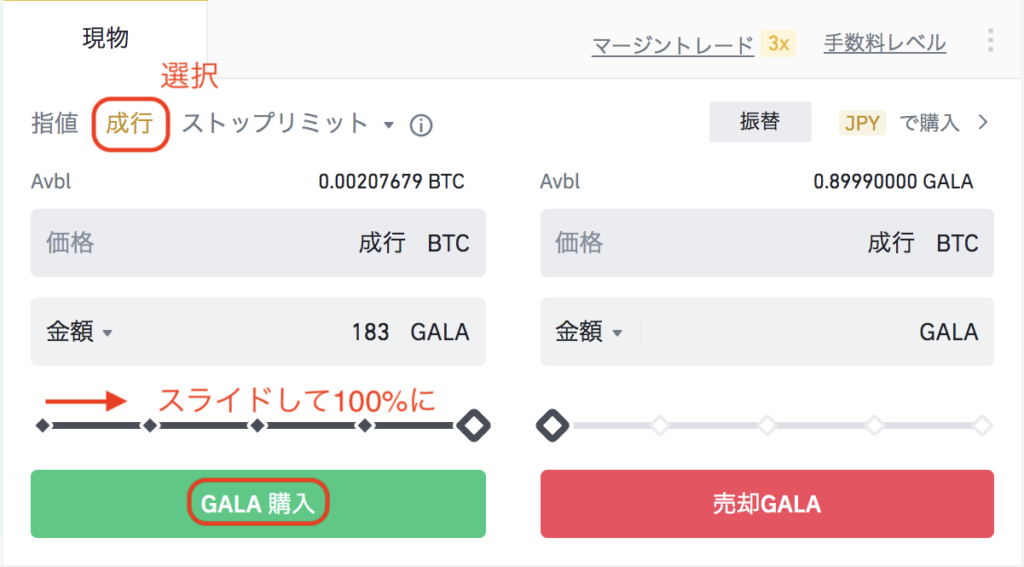 現物
マージントレード 3x 手数料レベル
選択
指値 成行 ストップリミット
振替 JPY で購入
Avbl 0.00207679 BTC
Avbl 0.89990000 GALA
価格 成行 BTC
価格 成行 BTC
金額 183 GALA
金額 GALA
スライドして100%に
GALA 購入
売却GALA